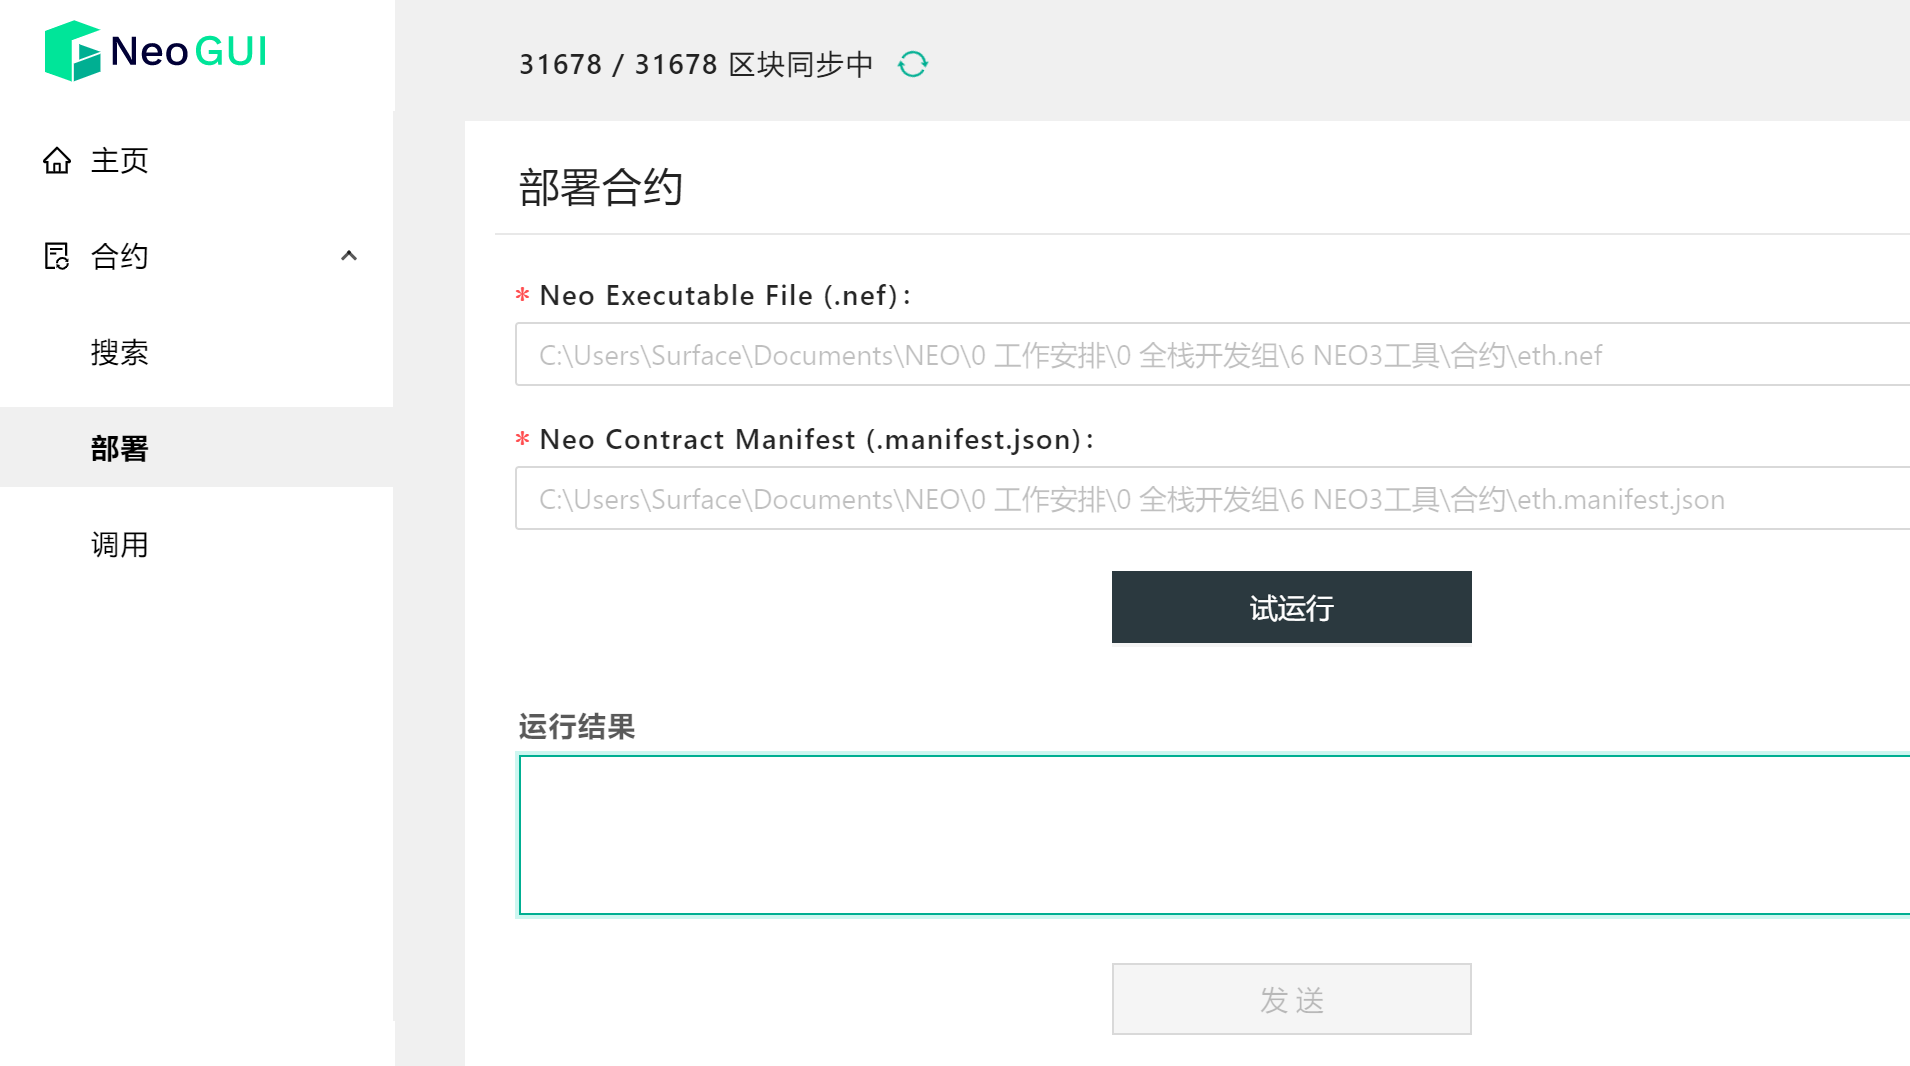 Neo GUI
31678 / 31678 区块同步中
主页
合约
搜索
部署
调用
部署合约
* Neo Executable File (.nef):
C:\Users\Surface\Documents\NEO\0 工作安排\0 全栈开发组\6 NEO3工具\合约\eth.nef
* Neo Contract Manifest (.manifest.json):
C:\Users\Surface\Documents\NEO\0 工作安排\0 全栈开发组\6 NEO3工具\合约\eth.manifest.json
试运行
运行结果
发 送